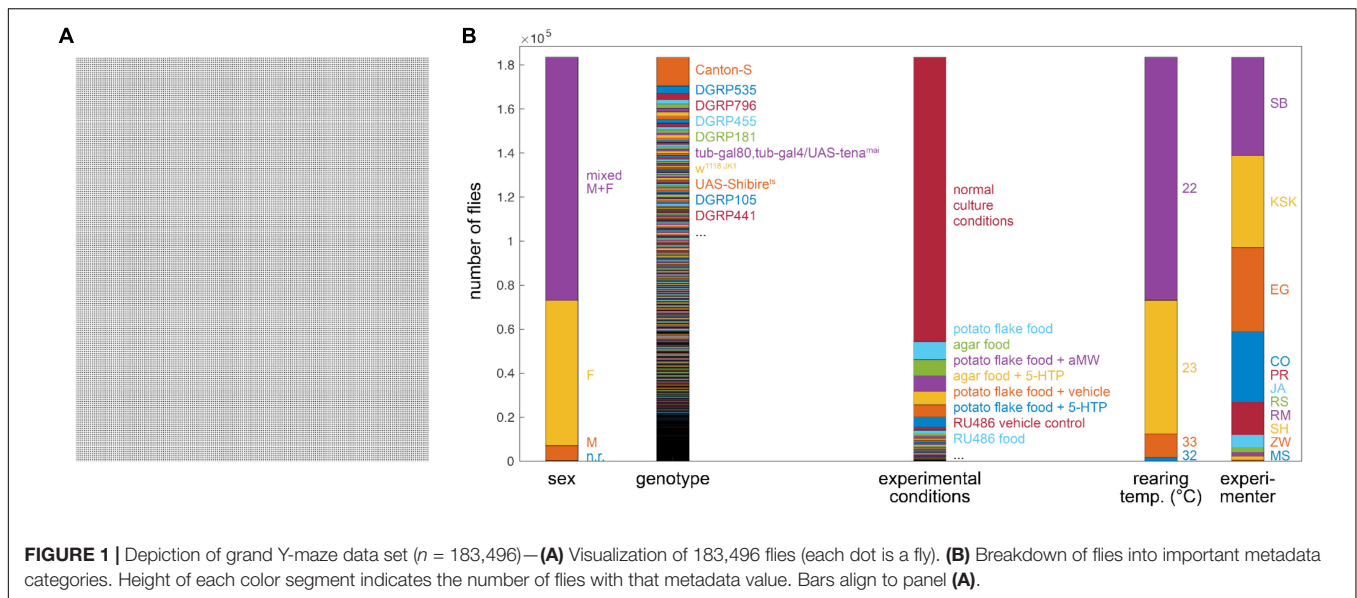 A
B
×10⁵
1.8
1.6
1.4
1.2
1
0.8
0.6
0.4
0.2
0
number of flies
mixed
M+F
F
M
n.r.
sex
Canton-S
DGRP535
DGRP796
DGRP455
DGRP181
tub-gal80,tub-gal4/UAS-tenaᵐᵃⁱ
w¹¹¹⁸ ᴶᴷ¹
UAS-Shibireᵗˢ
DGRP105
DGRP441
...
genotype
normal
culture
conditions
potato flake food
agar food
potato flake food + aMW
agar food + 5-HTP
potato flake food + vehicle
potato flake food + 5-HTP
RU486 vehicle control
RU486 food
...
experimental
conditions
22
23
33
32
rearing
temp. (°C)
SB
KSK
EG
CO
PR
JA
RS
RM
SH
ZW
MS
experi-
menter
FIGURE 1 | Depiction of grand Y-maze data set (n = 183,496)—(A) Visualization of 183,496 flies (each dot is a fly). (B) Breakdown of flies into important metadata
categories. Height of each color segment indicates the number of flies with that metadata value. Bars align to panel (A).